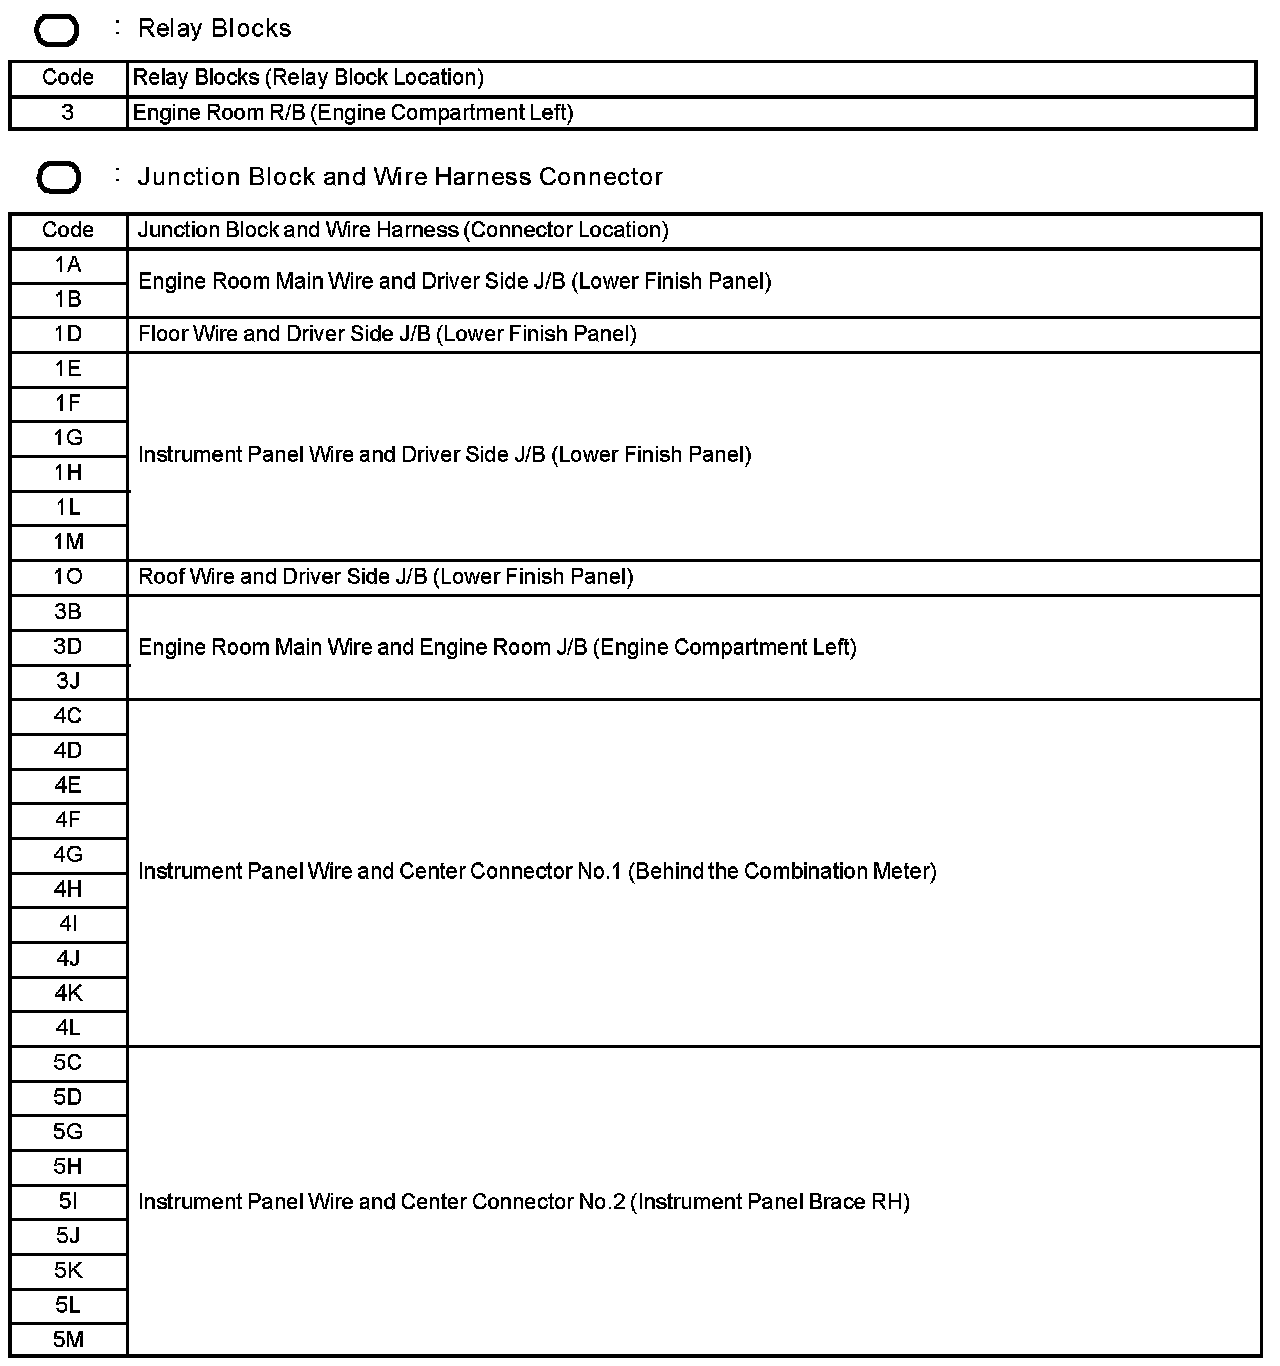 : Relay Blocks
Code Relay Blocks (Relay Block Location)
3 Engine Room R/B (Engine Compartment Left)
: Junction Block and Wire Harness Connector
Code Junction Block and Wire Harness (Connector Location)
1A
Engine Room Main Wire and Driver Side J/B (Lower Finish Panel)
1B
1D Floor Wire and Driver Side J/B (Lower Finish Panel)
1E
1F
1G
Instrument Panel Wire and Driver Side J/B (Lower Finish Panel)
1H
1L
1M
1O Roof Wire and Driver Side J/B (Lower Finish Panel)
3B
3D Engine Room Main Wire and Engine Room J/B (Engine Compartment Left)
3J
4C
4D
4E
4F
4G
Instrument Panel Wire and Center Connector No.1 (Behind the Combination Meter)
4H
4I
4J
4K
4L
5C
5D
5G
5H
5I Instrument Panel Wire and Center Connector No.2 (Instrument Panel Brace RH)
5J
5K
5L
5M